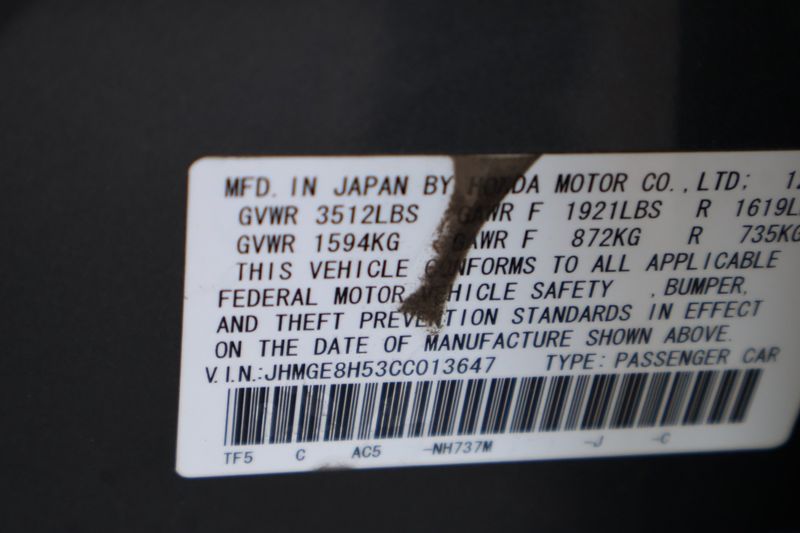 MFD. IN JAPAN BY HONDA MOTOR CO., LTD; 12
GVWR 3512LBS GAWR F 1921LBS R 1619L
GVWR 1594KG GAWR F 872KG R 735KG
THIS VEHICLE CONFORMS TO ALL APPLICABLE
FEDERAL MOTOR VEHICLE SAFETY , BUMPER,
AND THEFT PREVENTION STANDARDS IN EFFECT
ON THE DATE OF MANUFACTURE SHOWN ABOVE.
V.I.N.:JHMGE8H53CC013647 TYPE: PASSENGER CAR
TF5 C AC5 -NH737M -J -C